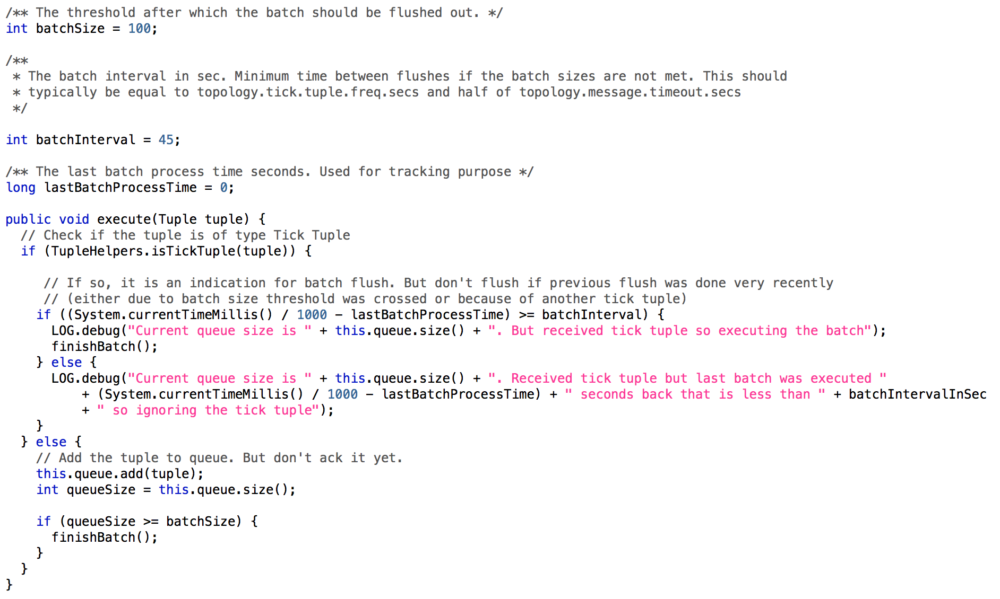 /** The threshold after which the batch should be flushed out. */
int batchSize = 100;
/**
 * The batch interval in sec. Minimum time between flushes if the batch sizes are not met. This should
 * typically be equal to topology.tick.tuple.freq.secs and half of topology.message.timeout.secs
 */
int batchInterval = 45;
/** The last batch process time seconds. Used for tracking purpose */
long lastBatchProcessTime = 0;
public void execute(Tuple tuple) {
  // Check if the tuple is of type Tick Tuple
  if (TupleHelpers.isTickTuple(tuple)) {
     // If so, it is an indication for batch flush. But don't flush if previous flush was done very recently
     // (either due to batch size threshold was crossed or because of another tick tuple)
    if ((System.currentTimeMillis() / 1000 - lastBatchProcessTime) >= batchInterval) {
      LOG.debug("Current queue size is " + this.queue.size() + ". But received tick tuple so executing the batch");
      finishBatch();
    } else {
      LOG.debug("Current queue size is " + this.queue.size() + ". Received tick tuple but last batch was executed "
          + (System.currentTimeMillis() / 1000 - lastBatchProcessTime) + " seconds back that is less than " + batchIntervalInSec
          + " so ignoring the tick tuple");
    }
  } else {
    // Add the tuple to queue. But don't ack it yet.
    this.queue.add(tuple);
    int queueSize = this.queue.size();
    if (queueSize >= batchSize) {
      finishBatch();
    }
  }
}